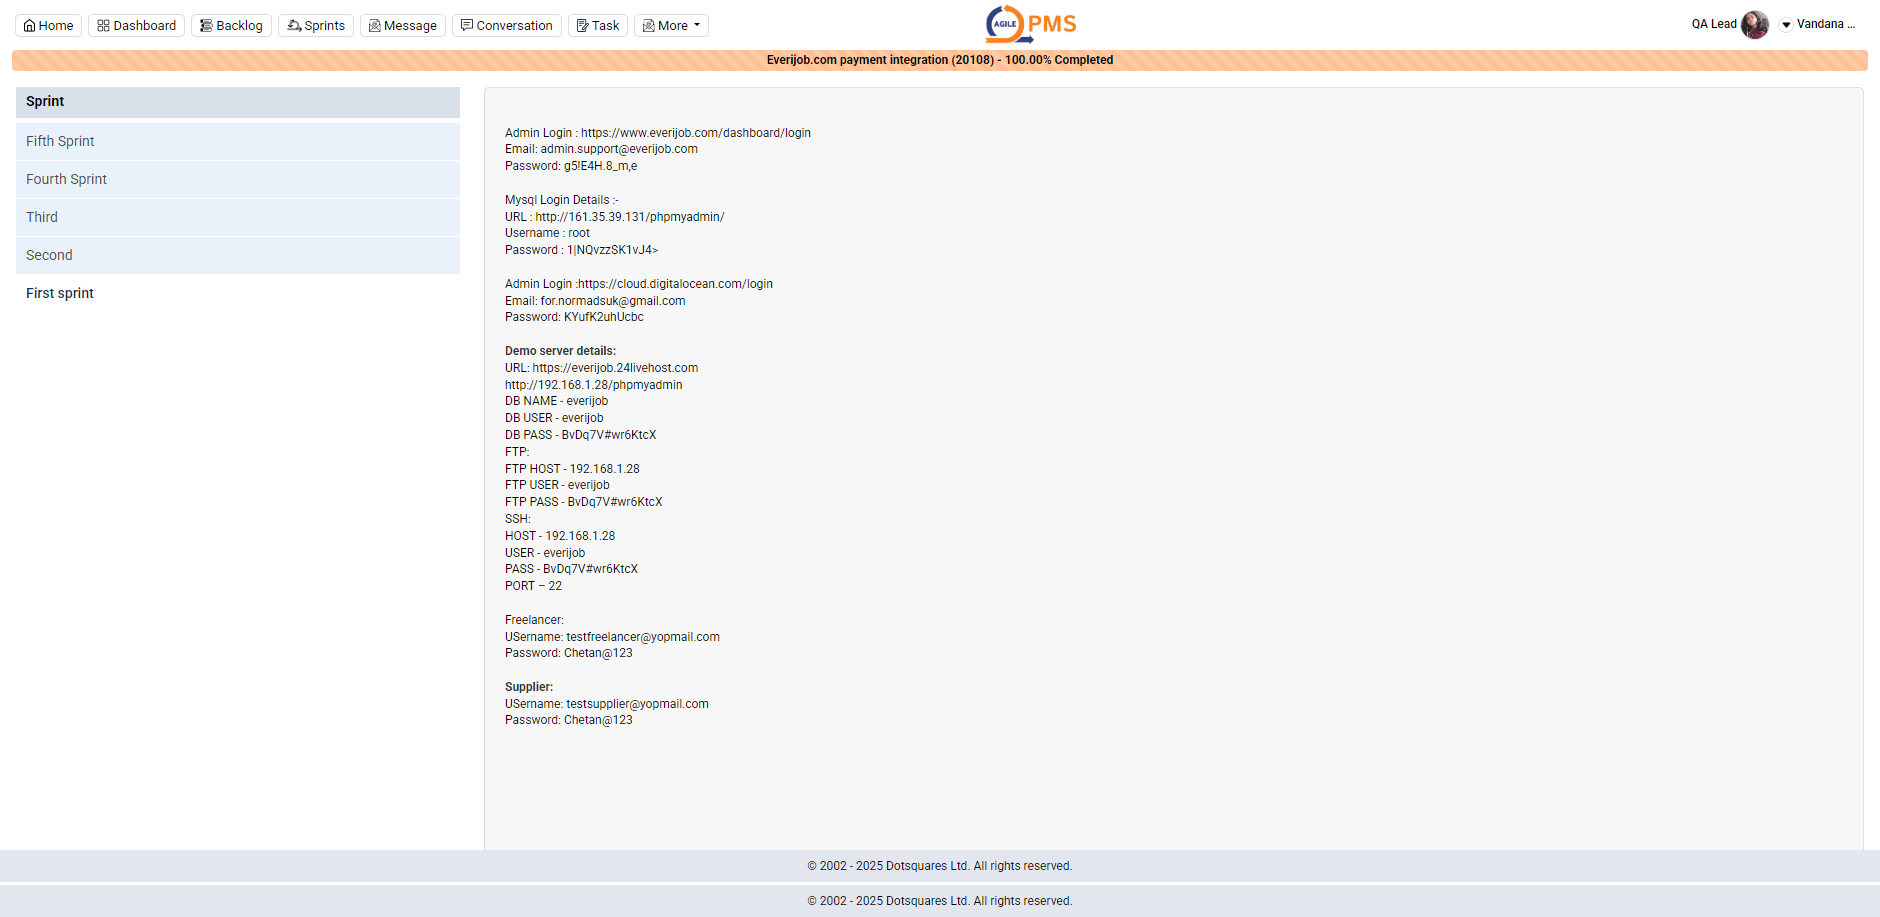 Home Dashboard Backlog Sprints Message Conversation Task More
AGILE PMS
QA Lead Vandana ...
Everijob.com payment integration (20108) - 100.00% Completed
Sprint
Fifth Sprint
Fourth Sprint
Third
Second
First sprint
Admin Login : https://www.everijob.com/dashboard/login
Email: admin.support@everijob.com
Password: g5!E4H.8_m,e
Mysql Login Details :-
URL : http://161.35.39.131/phpmyadmin/
Username : root
Password : 1|NQvzzSK1vJ4>
Admin Login :https://cloud.digitalocean.com/login
Email: for.normadsuk@gmail.com
Password: KYufK2uhUcbc
Demo server details:
URL: https://everijob.24livehost.com
http://192.168.1.28/phpmyadmin
DB NAME - everijob
DB USER - everijob
DB PASS - BvDq7V#wr6KtcX
FTP:
FTP HOST - 192.168.1.28
FTP USER - everijob
FTP PASS - BvDq7V#wr6KtcX
SSH:
HOST - 192.168.1.28
USER - everijob
PASS - BvDq7V#wr6KtcX
PORT – 22
Freelancer:
USername: testfreelancer@yopmail.com
Password: Chetan@123
Supplier:
USername: testsupplier@yopmail.com
Password: Chetan@123
© 2002 - 2025 Dotsquares Ltd. All rights reserved.
© 2002 - 2025 Dotsquares Ltd. All rights reserved.